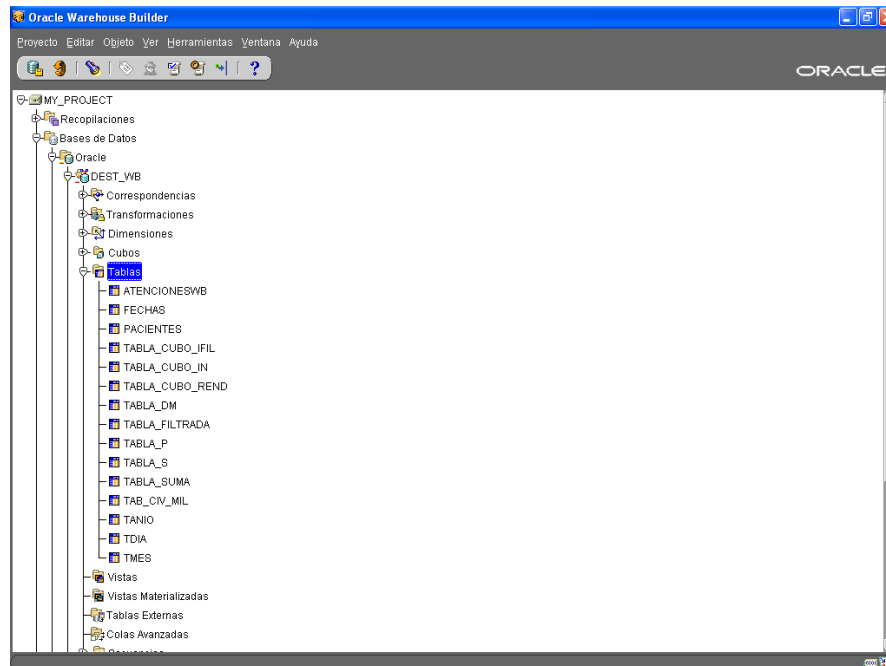 Oracle Warehouse Builder
Proyecto Editar Objeto Ver Herramientas Ventana Ayuda
ORACLE
MY_PROJECT
Recopilaciones
Bases de Datos
Oracle
DEST_WB
Correspondencias
Transformaciones
Dimensiones
Cubos
Tablas
ATENCIONESWB
FECHAS
PACIENTES
TABLA_CUBO_IFIL
TABLA_CUBO_IN
TABLA_CUBO_REND
TABLA_DM
TABLA_FILTRADA
TABLA_P
TABLA_S
TABLA_SUMA
TAB_CIV_MIL
TANIO
TDIA
TMES
Vistas
Vistas Materializadas
Tablas Externas
Colas Avanzadas